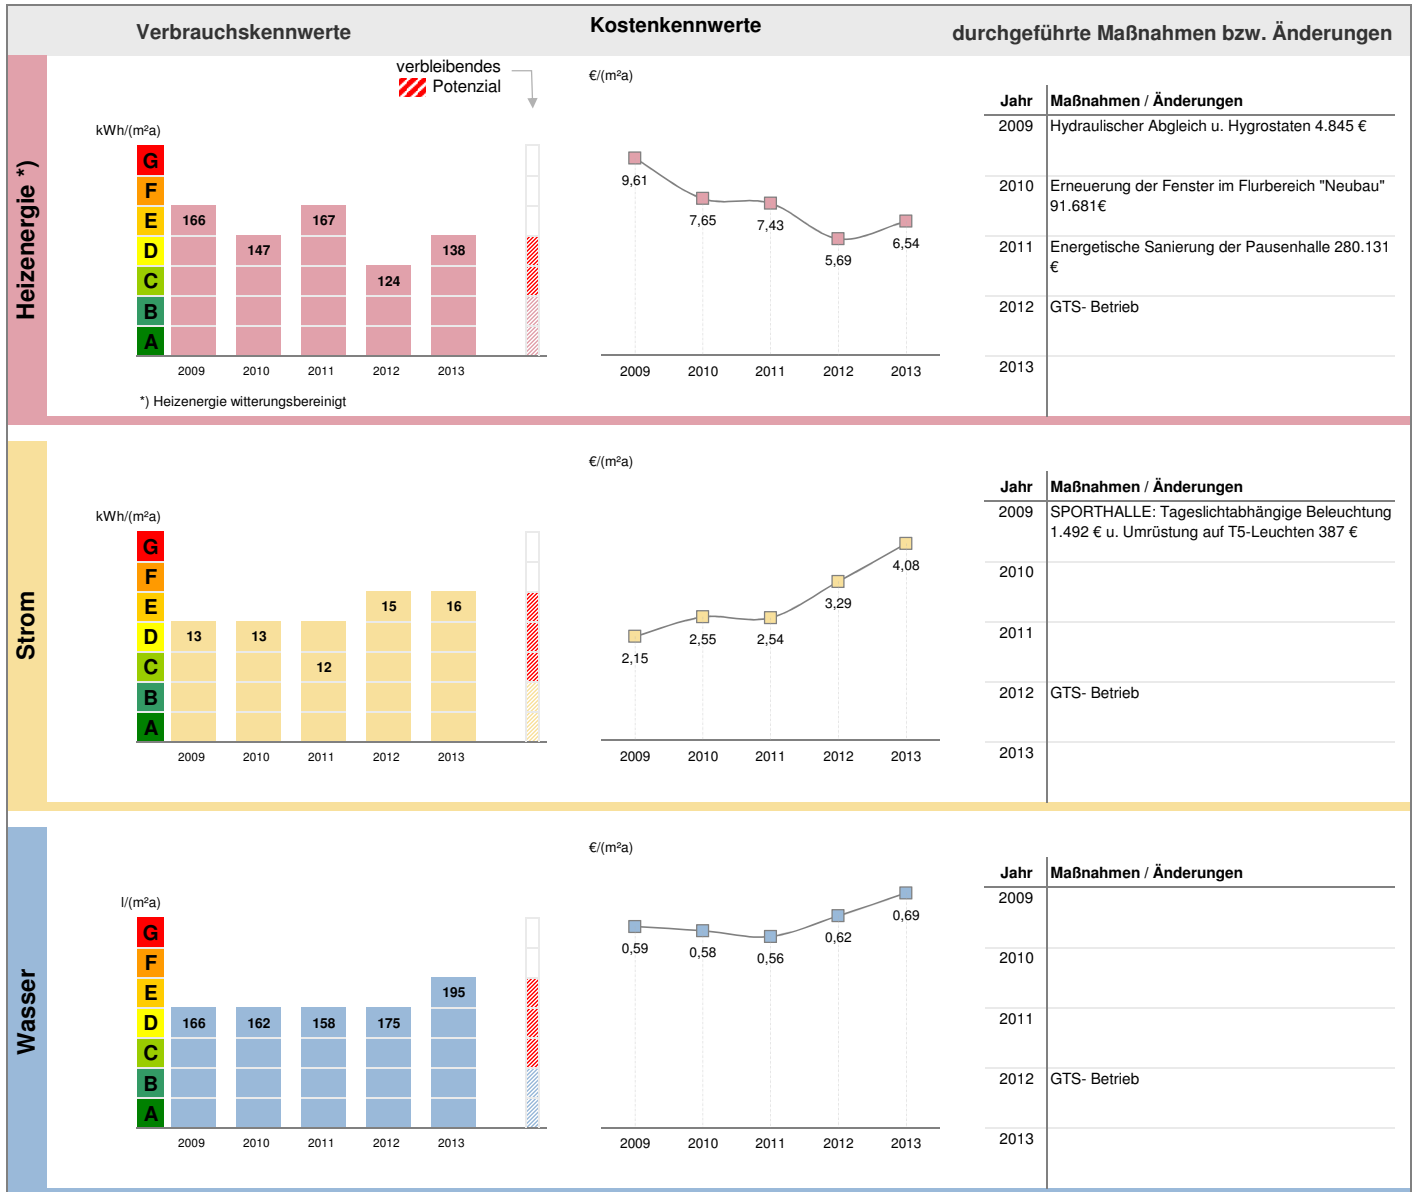 Verbrauchskennwerte
Kostenkennwerte
durchgeführte Maßnahmen bzw. Änderungen
Heizenergie *)
verbleibendes
Potenzial
kWh/(m²a)
G
F
E
D
C
B
A
166
147
167
124
138
2009 2010 2011 2012 2013
*) Heizenergie witterungsbereinigt
€/(m²a)
9,61
7,65
7,43
5,69
6,54
2009 2010 2011 2012 2013
Jahr Maßnahmen / Änderungen
2009 Hydraulischer Abgleich u. Hygrostaten 4.845 €
2010 Erneuerung der Fenster im Flurbereich "Neubau"
91.681€
2011 Energetische Sanierung der Pausenhalle 280.131
€
2012 GTS- Betrieb
2013
Strom
kWh/(m²a)
G
F
E
D
C
B
A
13
13
12
15
16
2009 2010 2011 2012 2013
€/(m²a)
2,15
2,55
2,54
3,29
4,08
2009 2010 2011 2012 2013
Jahr Maßnahmen / Änderungen
2009 SPORTHALLE: Tageslichtabhängige Beleuchtung
1.492 € u. Umrüstung auf T5-Leuchten 387 €
2010
2011
2012 GTS- Betrieb
2013
Wasser
l/(m²a)
G
F
E
D
C
B
A
166
162
158
175
195
2009 2010 2011 2012 2013
€/(m²a)
0,59
0,58
0,56
0,62
0,69
2009 2010 2011 2012 2013
Jahr Maßnahmen / Änderungen
2009
2010
2011
2012 GTS- Betrieb
2013